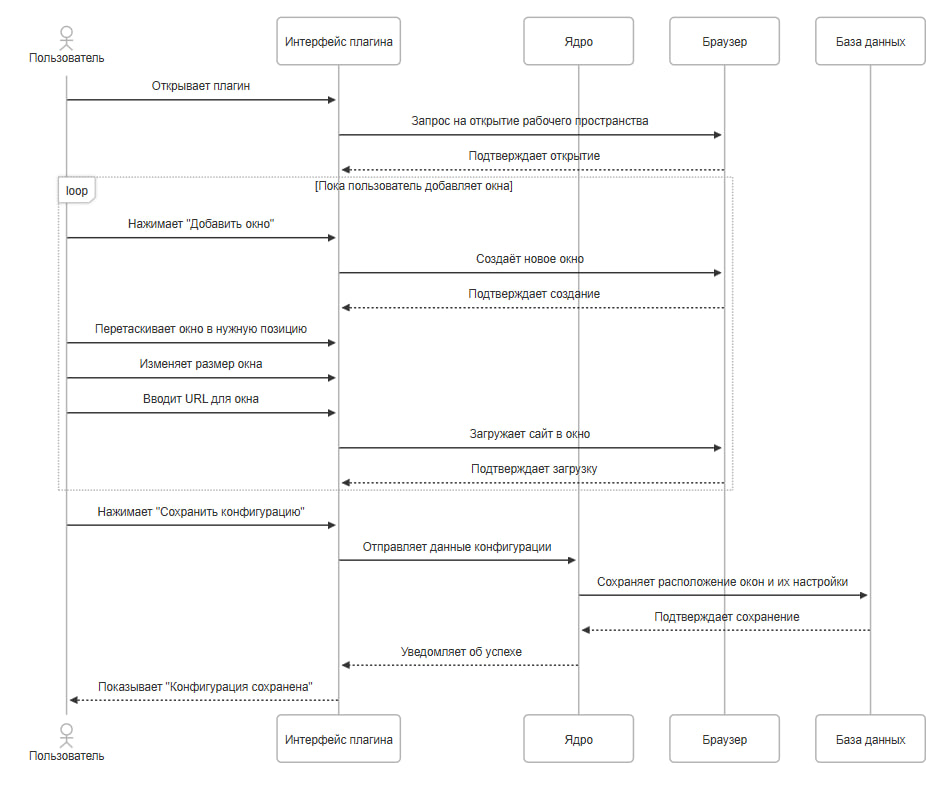 Пользователь
Интерфейс плагина
Ядро
Браузер
База данных
Открывает плагин
Запрос на открытие рабочего пространства
Подтверждает открытие
loop
[Пока пользователь добавляет окна]
Нажимает "Добавить окно"
Создаёт новое окно
Подтверждает создание
Перетаскивает окно в нужную позицию
Изменяет размер окна
Вводит URL для окна
Загружает сайт в окно
Подтверждает загрузку
Нажимает "Сохранить конфигурацию"
Отправляет данные конфигурации
Сохраняет расположение окон и их настройки
Подтверждает сохранение
Уведомляет об успехе
Показывает "Конфигурация сохранена"
Пользователь
Интерфейс плагина
Ядро
Браузер
База данных